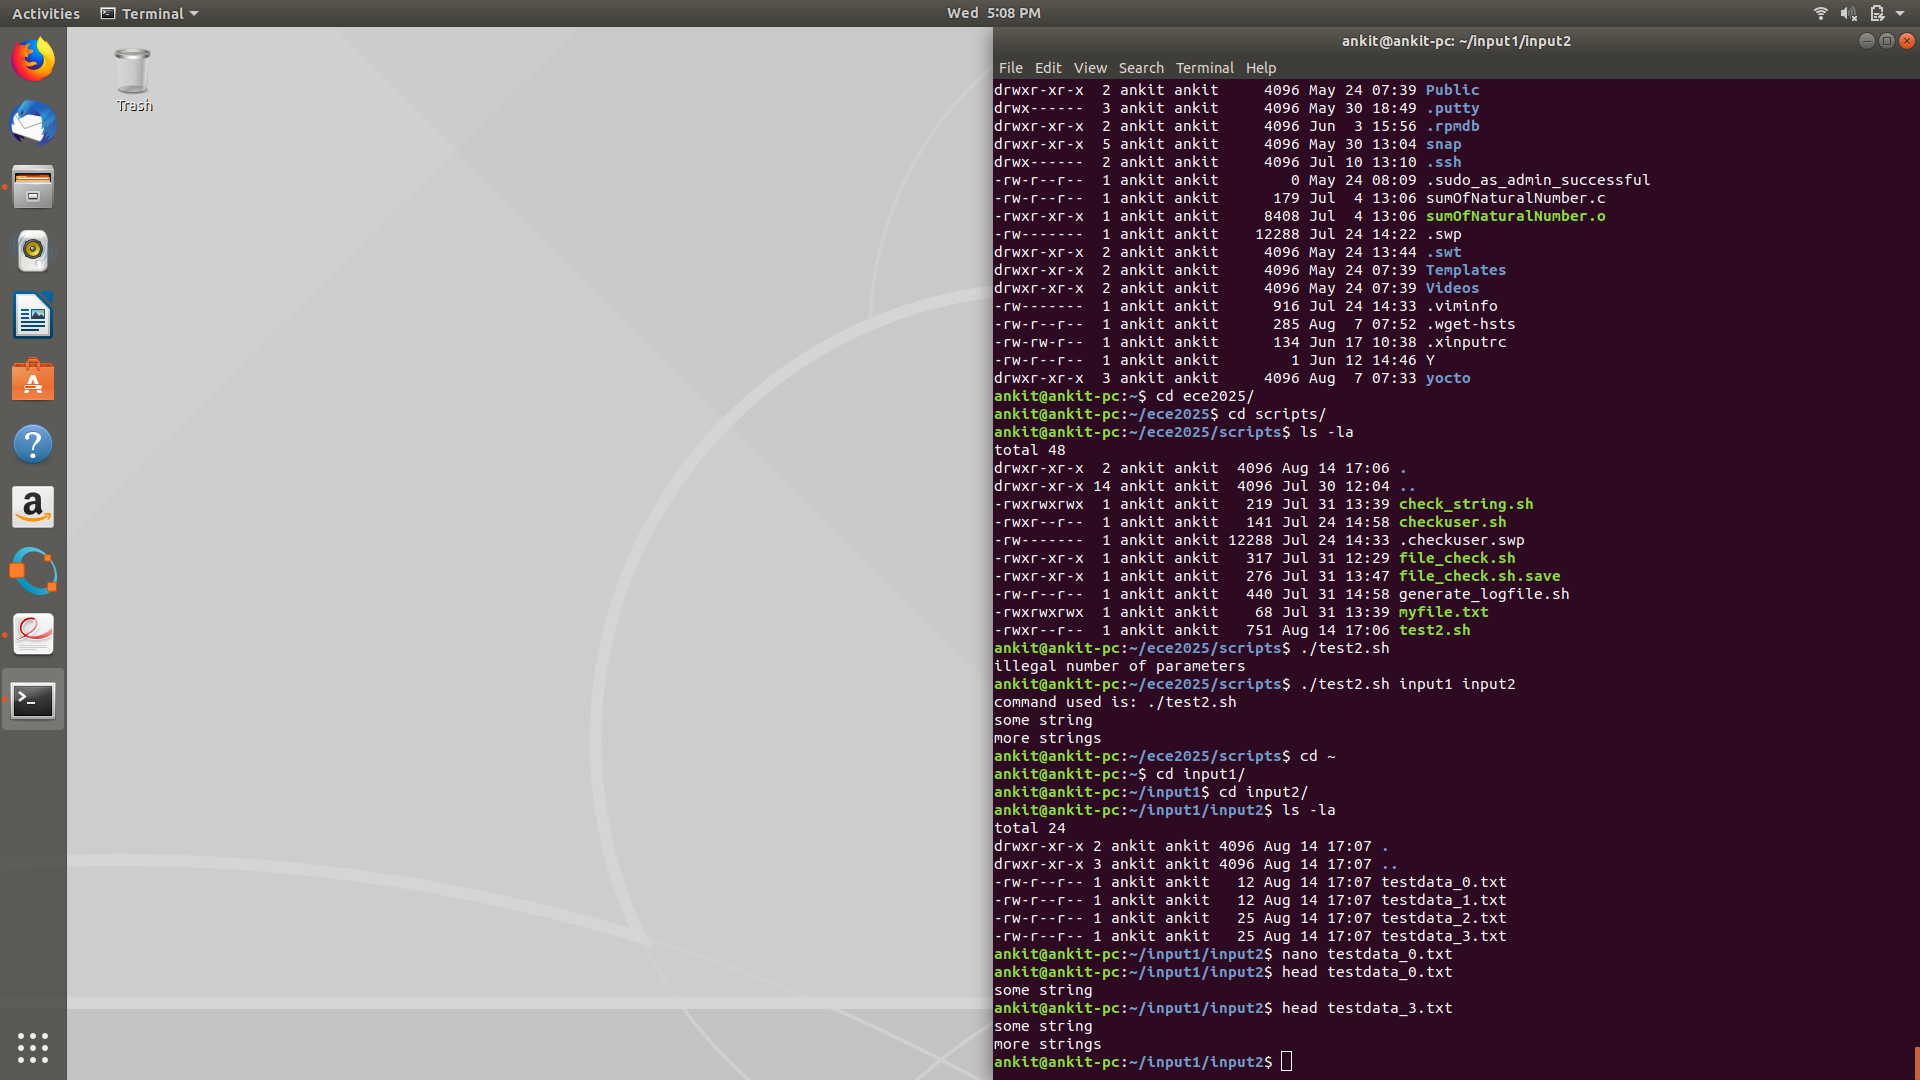 Activities Terminal Wed 5:08 PM
Trash
ankit@ankit-pc: ~/input1/input2
File Edit View Search Terminal Help
drwxr-xr-x  2 ankit ankit     4096 May 24 07:39 Public
drwx------  3 ankit ankit     4096 May 30 18:49 .putty
drwxr-xr-x  2 ankit ankit     4096 Jun  3 15:56 .rpmdb
drwxr-xr-x  5 ankit ankit     4096 May 30 13:04 snap
drwx------  2 ankit ankit     4096 Jul 10 13:10 .ssh
-rw-r--r--  1 ankit ankit        0 May 24 08:09 .sudo_as_admin_successful
-rw-r--r--  1 ankit ankit      179 Jul  4 13:06 sumOfNaturalNumber.c
-rwxr-xr-x  1 ankit ankit     8408 Jul  4 13:06 sumOfNaturalNumber.o
-rw-------  1 ankit ankit    12288 Jul 24 14:22 .swp
drwxr-xr-x  2 ankit ankit     4096 May 24 13:44 .swt
drwxr-xr-x  2 ankit ankit     4096 May 24 07:39 Templates
drwxr-xr-x  2 ankit ankit     4096 May 24 07:39 Videos
-rw-------  1 ankit ankit      916 Jul 24 14:33 .viminfo
-rw-r--r--  1 ankit ankit      285 Aug  7 07:52 .wget-hsts
-rw-rw-r--  1 ankit ankit      134 Jun 17 10:38 .xinputrc
-rw-r--r--  1 ankit ankit        1 Jun 12 14:46 Y
drwxr-xr-x  3 ankit ankit     4096 Aug  7 07:33 yocto
ankit@ankit-pc:~$ cd ece2025/
ankit@ankit-pc:~/ece2025$ cd scripts/
ankit@ankit-pc:~/ece2025/scripts$ ls -la
total 48
drwxr-xr-x  2 ankit ankit  4096 Aug 14 17:06 .
drwxr-xr-x 14 ankit ankit  4096 Jul 30 12:04 ..
-rwxrwxrwx  1 ankit ankit   219 Jul 31 13:39 check_string.sh
-rwxr--r--  1 ankit ankit   141 Jul 24 14:58 checkuser.sh
-rw-------  1 ankit ankit 12288 Jul 24 14:33 .checkuser.swp
-rwxr-xr-x  1 ankit ankit   317 Jul 31 12:29 file_check.sh
-rwxr-xr-x  1 ankit ankit   276 Jul 31 13:47 file_check.sh.save
-rw-r--r--  1 ankit ankit   440 Jul 31 14:58 generate_logfile.sh
-rwxrwxrwx  1 ankit ankit    68 Jul 31 13:39 myfile.txt
-rwxr--r--  1 ankit ankit   751 Aug 14 17:06 test2.sh
ankit@ankit-pc:~/ece2025/scripts$ ./test2.sh
illegal number of parameters
ankit@ankit-pc:~/ece2025/scripts$ ./test2.sh input1 input2
command used is: ./test2.sh
some string
more strings
ankit@ankit-pc:~/ece2025/scripts$ cd ~
ankit@ankit-pc:~$ cd input1/
ankit@ankit-pc:~/input1$ cd input2/
ankit@ankit-pc:~/input1/input2$ ls -la
total 24
drwxr-xr-x 2 ankit ankit 4096 Aug 14 17:07 .
drwxr-xr-x 3 ankit ankit 4096 Aug 14 17:07 ..
-rw-r--r-- 1 ankit ankit   12 Aug 14 17:07 testdata_0.txt
-rw-r--r-- 1 ankit ankit   12 Aug 14 17:07 testdata_1.txt
-rw-r--r-- 1 ankit ankit   25 Aug 14 17:07 testdata_2.txt
-rw-r--r-- 1 ankit ankit   25 Aug 14 17:07 testdata_3.txt
ankit@ankit-pc:~/input1/input2$ nano testdata_0.txt
ankit@ankit-pc:~/input1/input2$ head testdata_0.txt
some string
ankit@ankit-pc:~/input1/input2$ head testdata_3.txt
some string
more strings
ankit@ankit-pc:~/input1/input2$